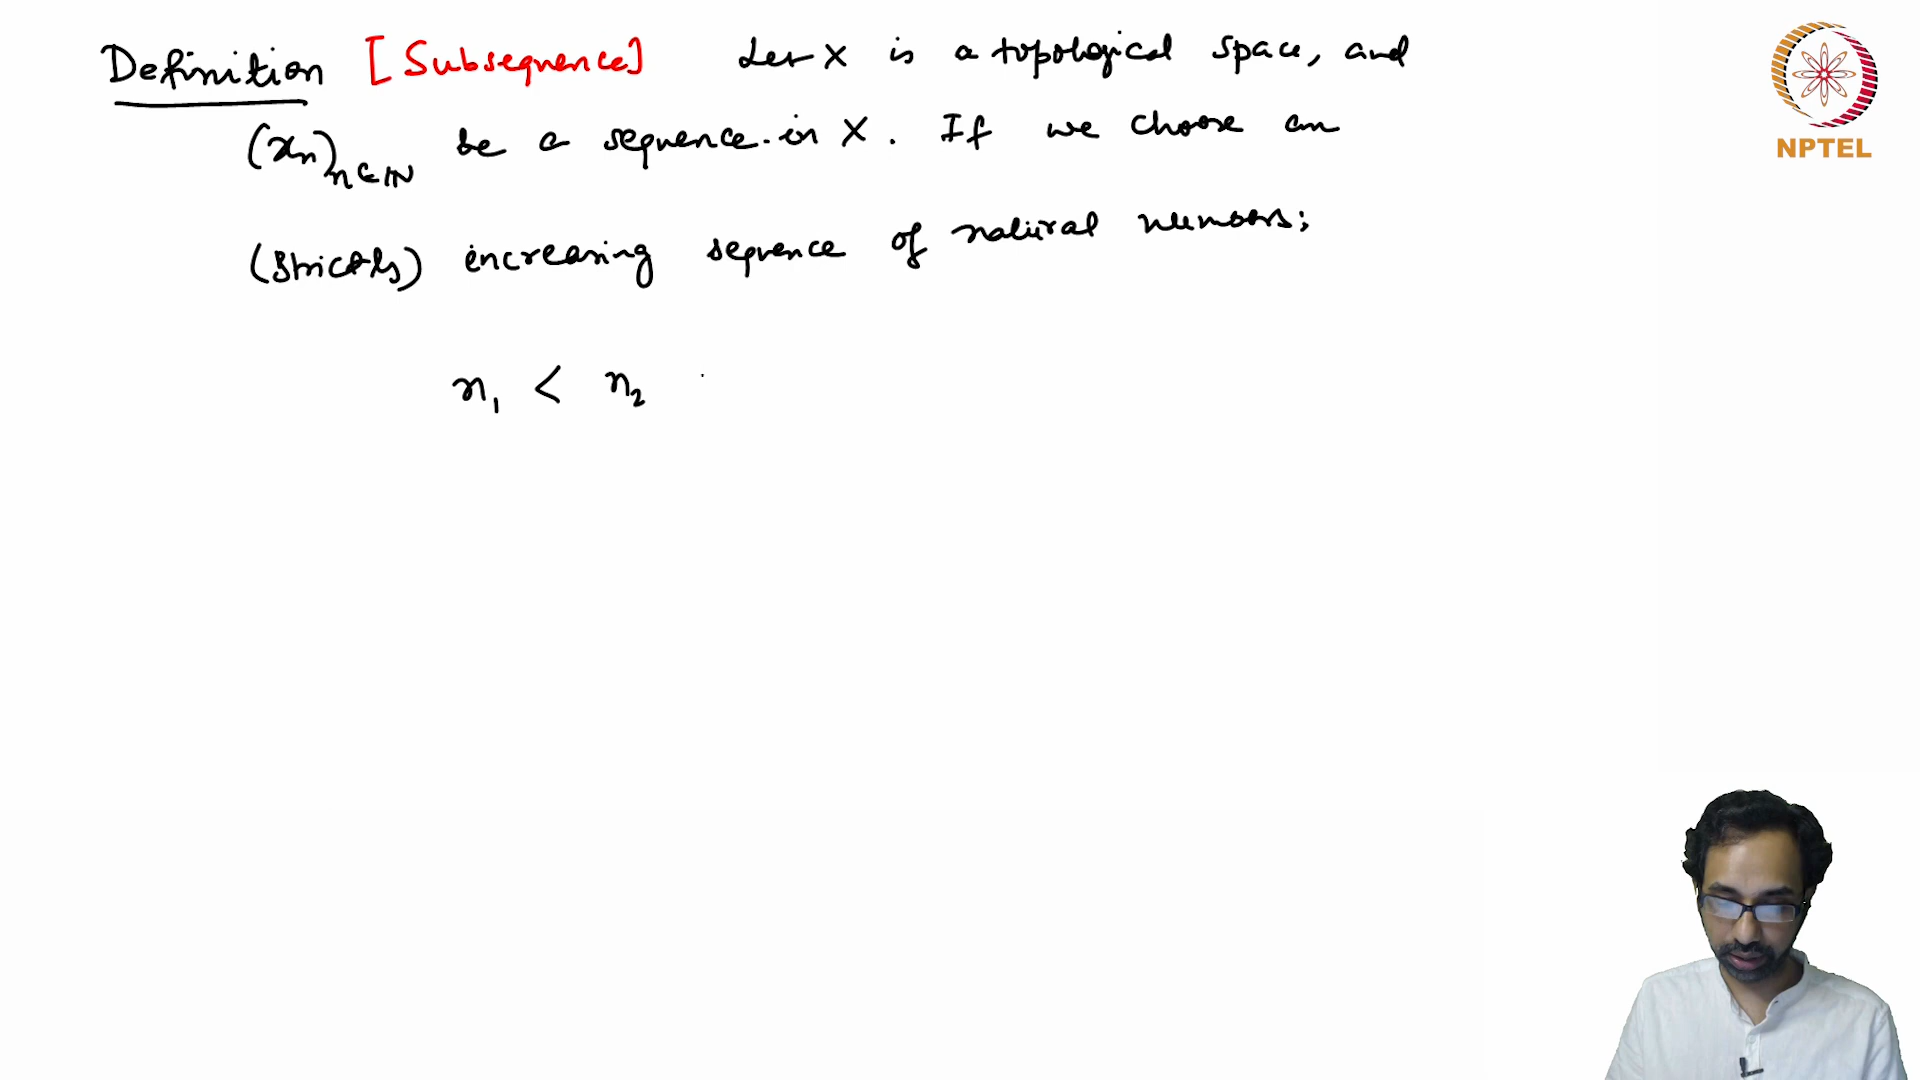 Definition [Subsequence] Let X is a topological space, and
(xₙ)ₙ∈ℕ be a sequence in X. If we choose an
(strictly) increasing sequence of natural numbers;
n₁ < n₂
NPTEL